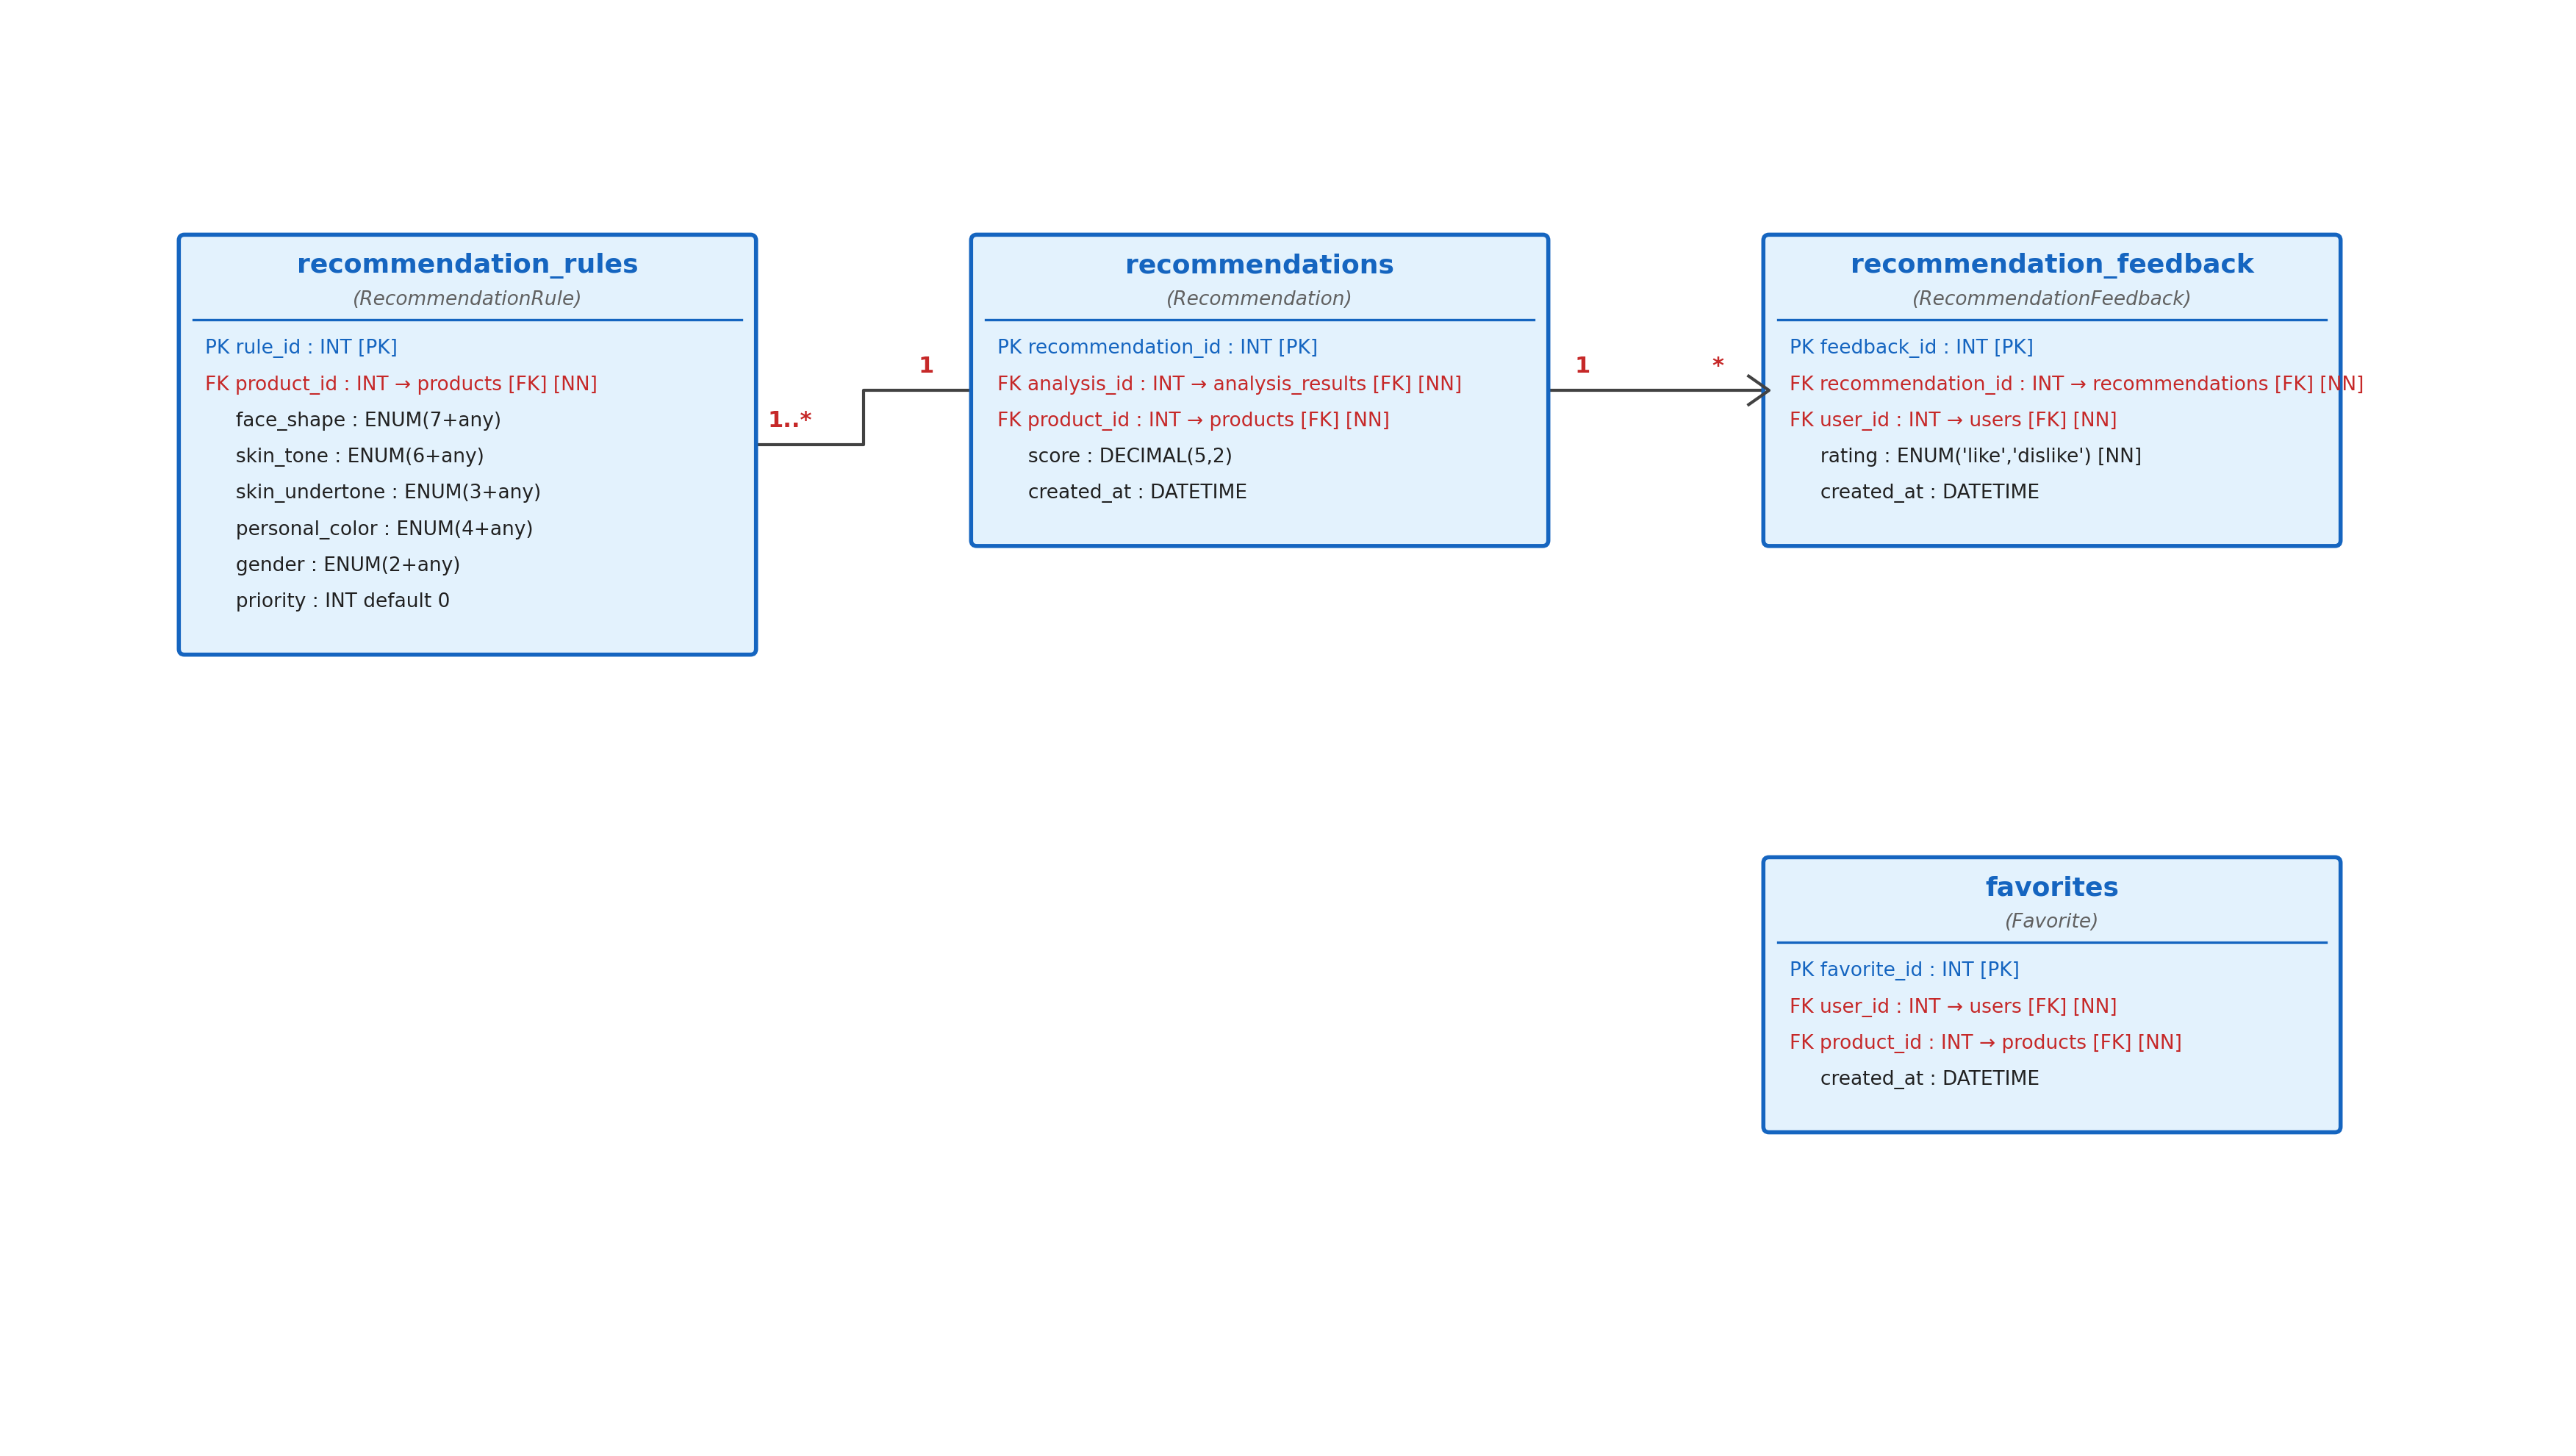 recommendation_rules
(RecommendationRule)
PK rule_id : INT [PK]
FK product_id : INT → products [FK] [NN]
face_shape : ENUM(7+any)
skin_tone : ENUM(6+any)
skin_undertone : ENUM(3+any)
personal_color : ENUM(4+any)
gender : ENUM(2+any)
priority : INT default 0
1..*
1
recommendations
(Recommendation)
PK recommendation_id : INT [PK]
FK analysis_id : INT → analysis_results [FK] [NN]
FK product_id : INT → products [FK] [NN]
score : DECIMAL(5,2)
created_at : DATETIME
1
*
recommendation_feedback
(RecommendationFeedback)
PK feedback_id : INT [PK]
FK recommendation_id : INT → recommendations [FK] [NN]
FK user_id : INT → users [FK] [NN]
rating : ENUM('like','dislike') [NN]
created_at : DATETIME
favorites
(Favorite)
PK favorite_id : INT [PK]
FK user_id : INT → users [FK] [NN]
FK product_id : INT → products [FK] [NN]
created_at : DATETIME